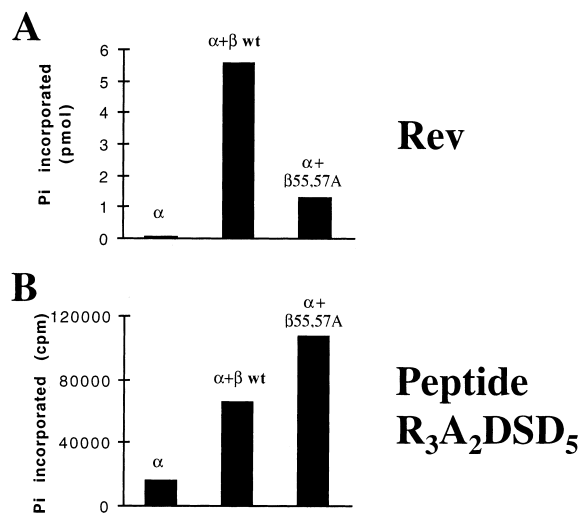 A
Pi incorporated
(pmol)
6
5
4
3
2
1
0
α
α+β wt
α+
β55,57A
Rev
B
Pi incorporated (cpm)
120000
80000
40000
0
α
α+β wt
α+
β55,57A
Peptide
R₃A₂DSD₅